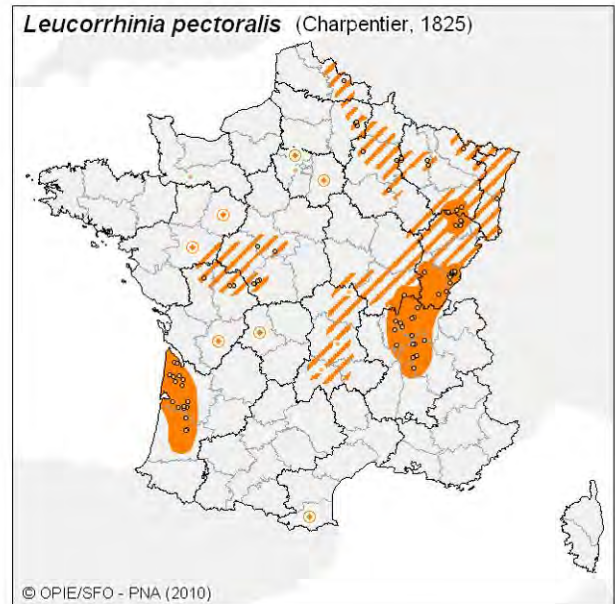 Leucorrhinia pectoralis (Charpentier, 1825)
© OPIE/SFO - PNA (2010)